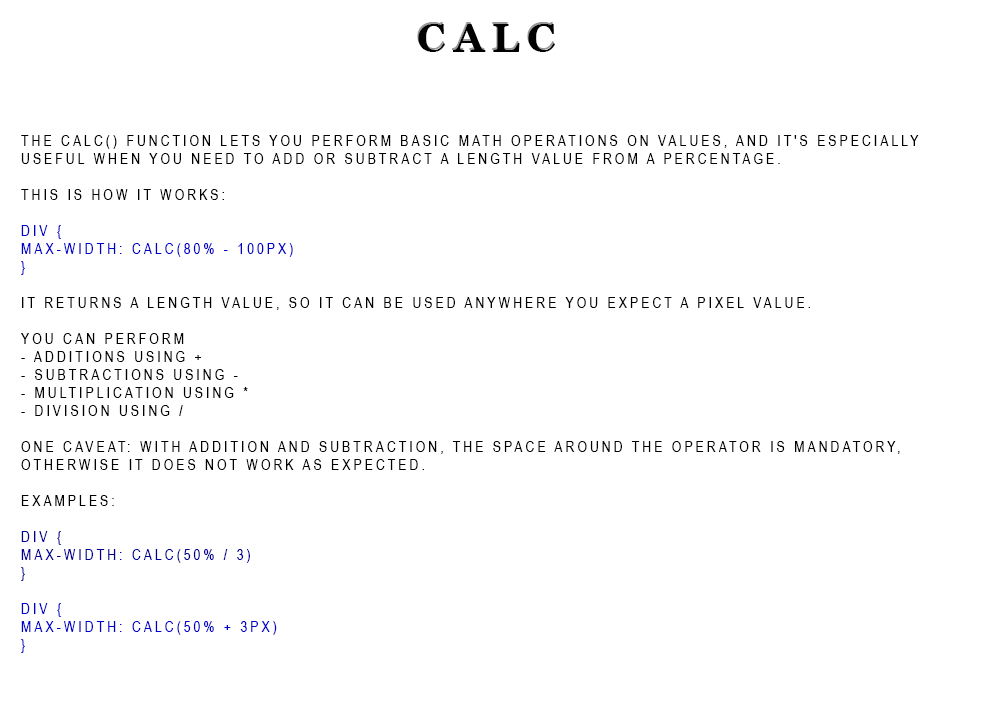 CALC
THE CALC() FUNCTION LETS YOU PERFORM BASIC MATH OPERATIONS ON VALUES, AND IT'S ESPECIALLY
USEFUL WHEN YOU NEED TO ADD OR SUBTRACT A LENGTH VALUE FROM A PERCENTAGE.
THIS IS HOW IT WORKS:
DIV {
MAX-WIDTH: CALC(80% - 100PX)
}
IT RETURNS A LENGTH VALUE, SO IT CAN BE USED ANYWHERE YOU EXPECT A PIXEL VALUE.
YOU CAN PERFORM
- ADDITIONS USING +
- SUBTRACTIONS USING -
- MULTIPLICATION USING *
- DIVISION USING /
ONE CAVEAT: WITH ADDITION AND SUBTRACTION, THE SPACE AROUND THE OPERATOR IS MANDATORY,
OTHERWISE IT DOES NOT WORK AS EXPECTED.
EXAMPLES:
DIV {
MAX-WIDTH: CALC(50% / 3)
}
DIV {
MAX-WIDTH: CALC(50% + 3PX)
}